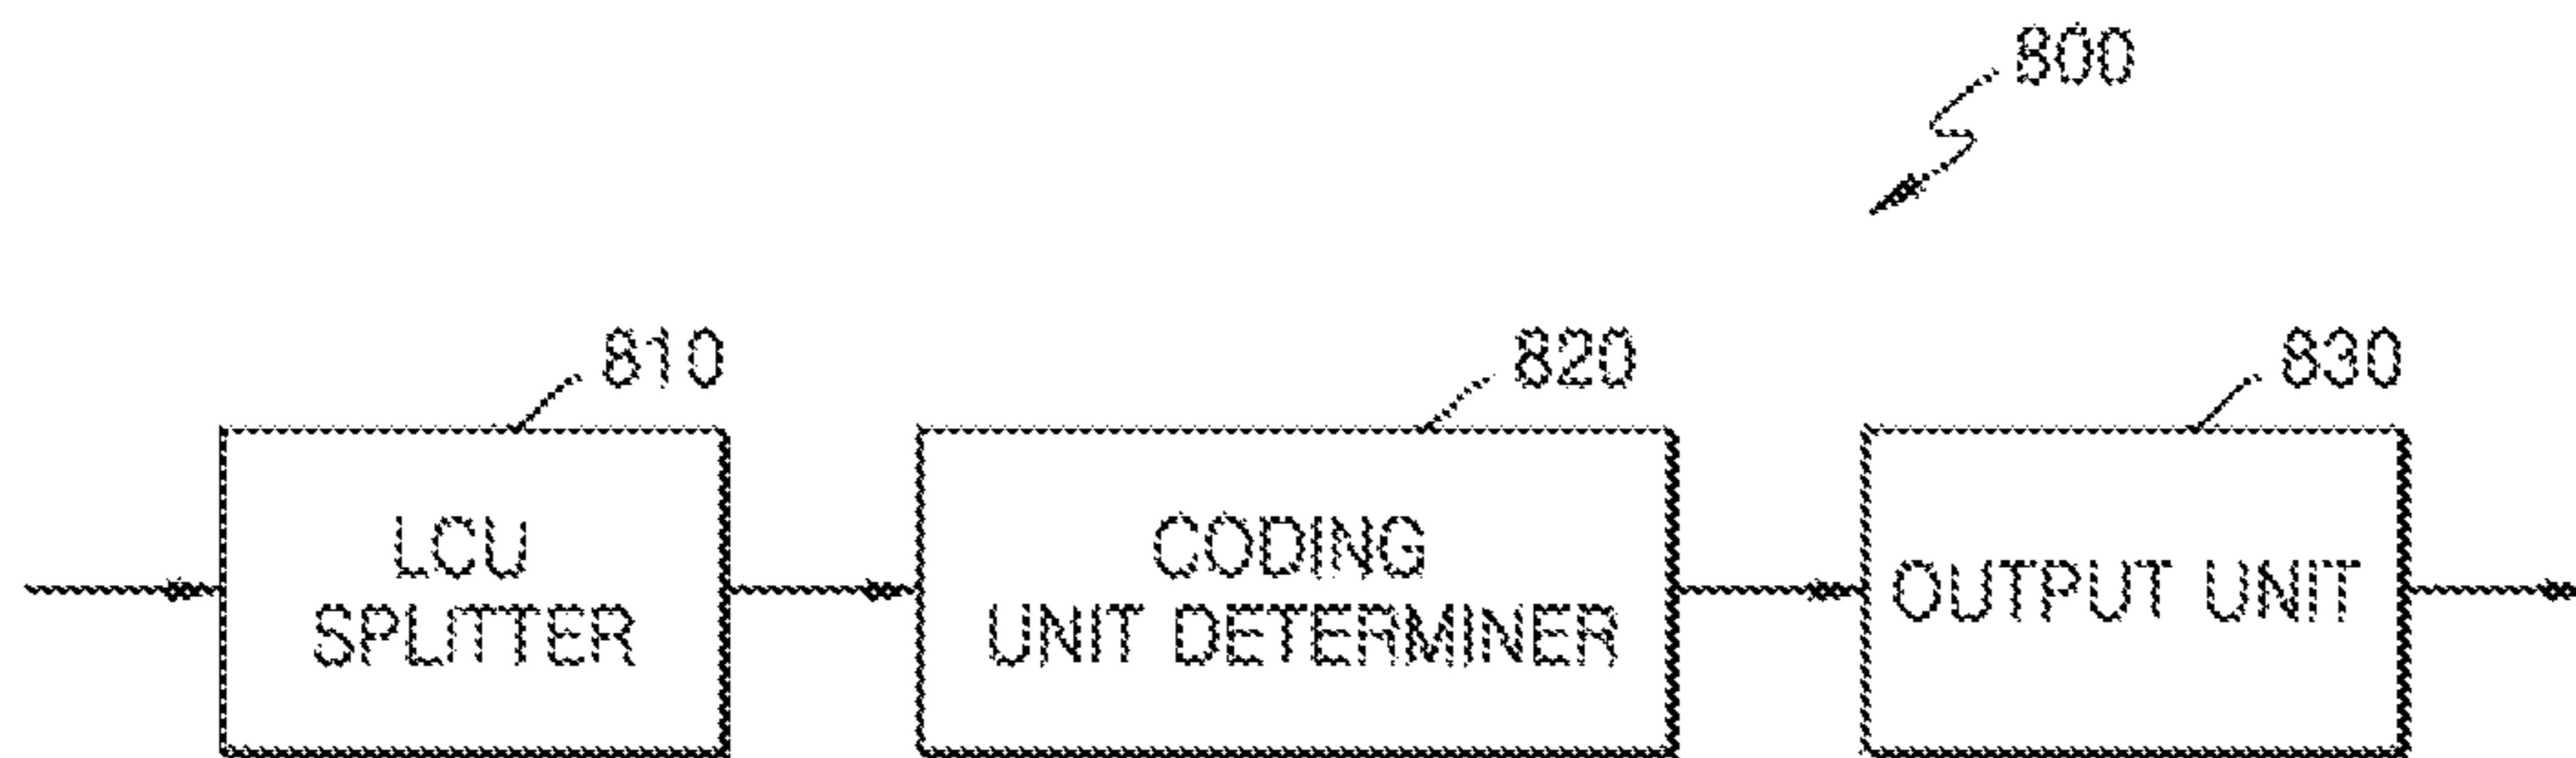 800
810
820
830
LCU
SPLITTER
CODING
UNIT DETERMINER
OUTPUT UNIT